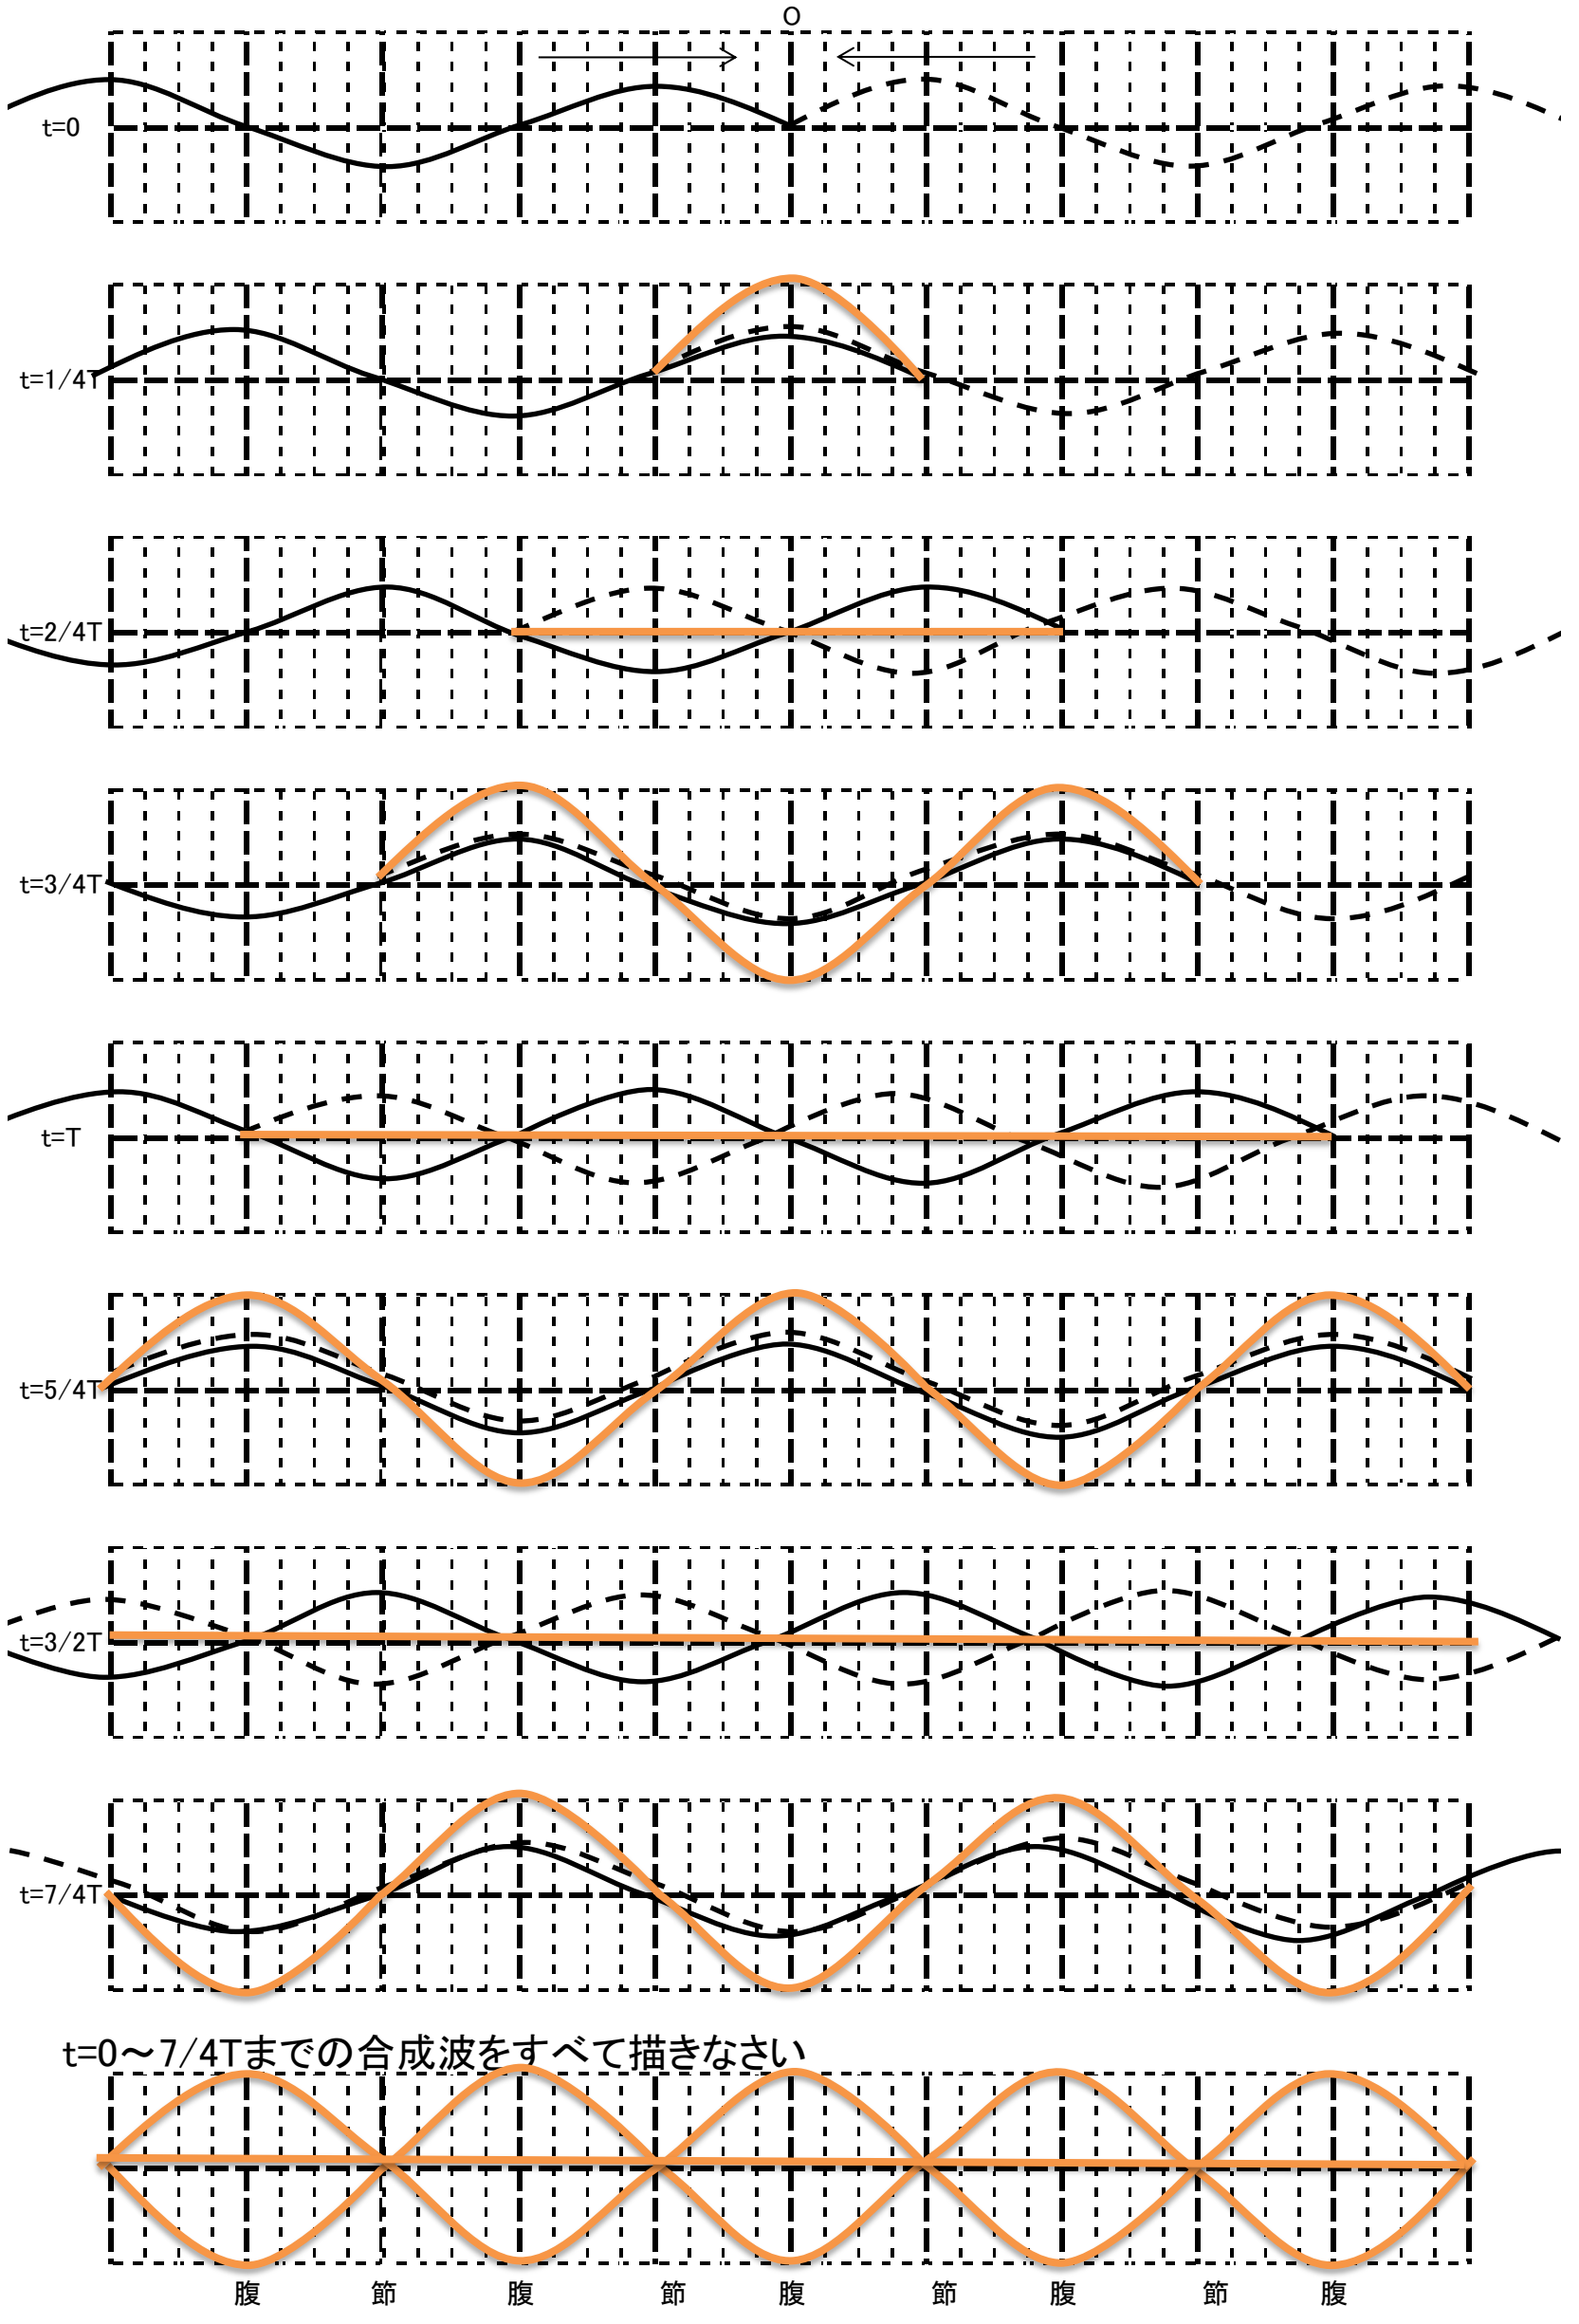 O
t=0
t=1/4T
t=2/4T
t=3/4T
t=T
t=5/4T
t=3/2T
t=7/4T
t=0～7/4Tまでの合成波をすべて描きなさい
腹 節 腹 節 腹 節 腹 節 腹